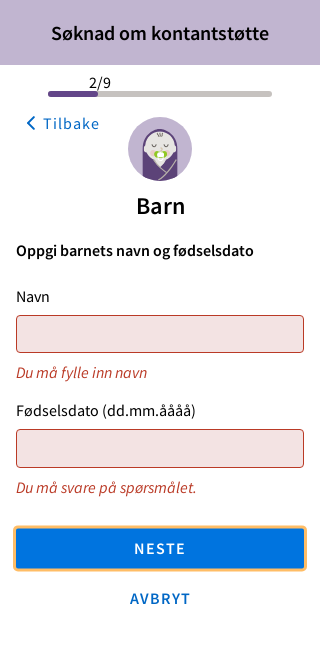 Søknad om kontantstøtte
2/9
Tilbake
Barn
Oppgi barnets navn og fødselsdato
Navn
Du må fylle inn navn
Fødselsdato (dd.mm.åååå)
Du må svare på spørsmålet.
NESTE
AVBRYT